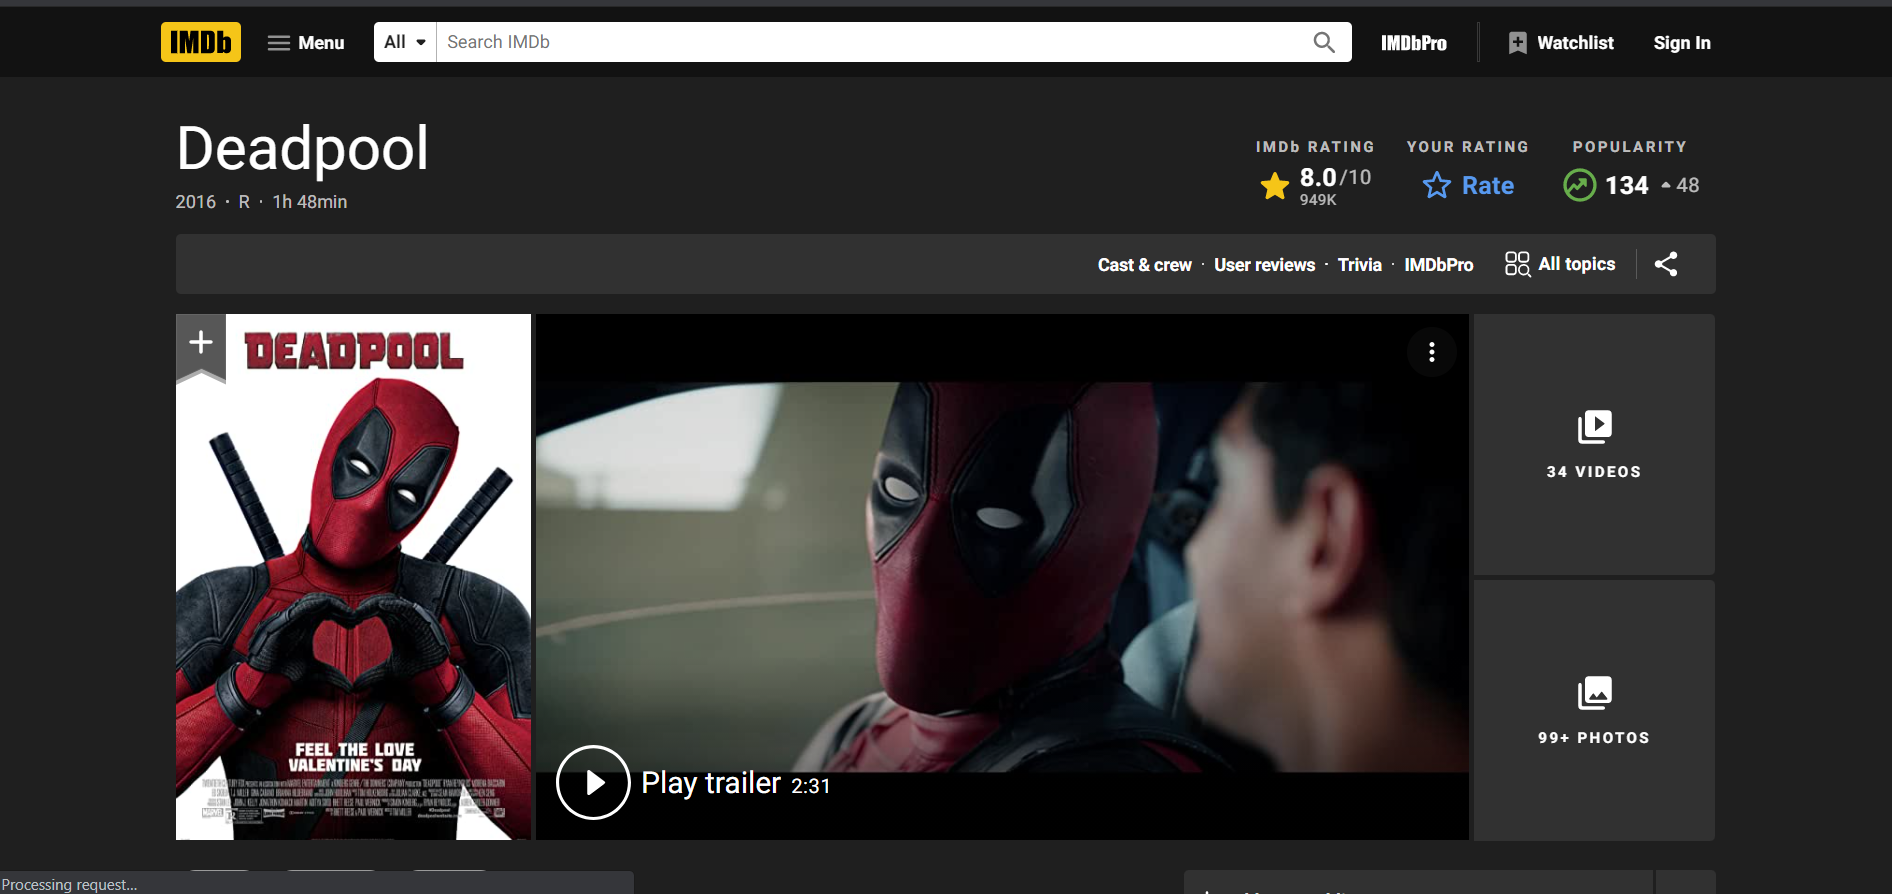 IMDb
Menu
All
Search IMDb
IMDbPro
Watchlist
Sign In
Deadpool
2016 · R · 1h 48min
IMDb RATING
8.0/10
949K
YOUR RATING
Rate
POPULARITY
134
48
Cast & crew · User reviews · Trivia · IMDbPro
All topics
DEADPOOL
FEEL THE LOVE
VALENTINE'S DAY
Play trailer 2:31
34 VIDEOS
99+ PHOTOS
Processing request...